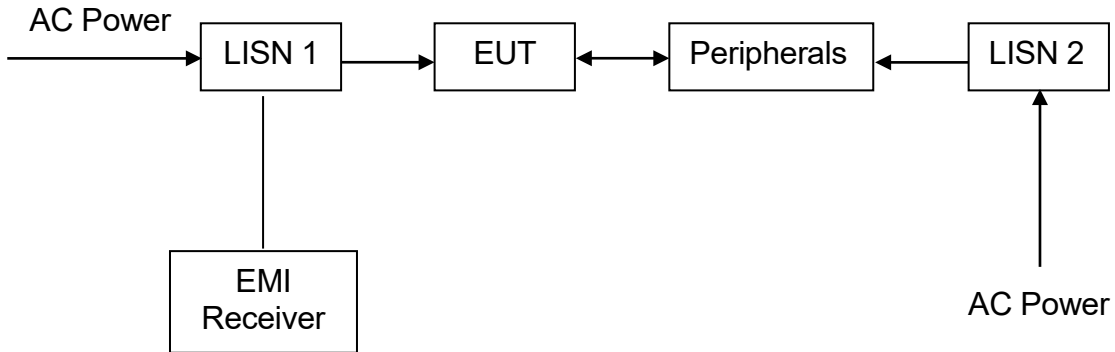 AC Power
LISN 1
EUT
Peripherals
LISN 2
EMI
Receiver
AC Power